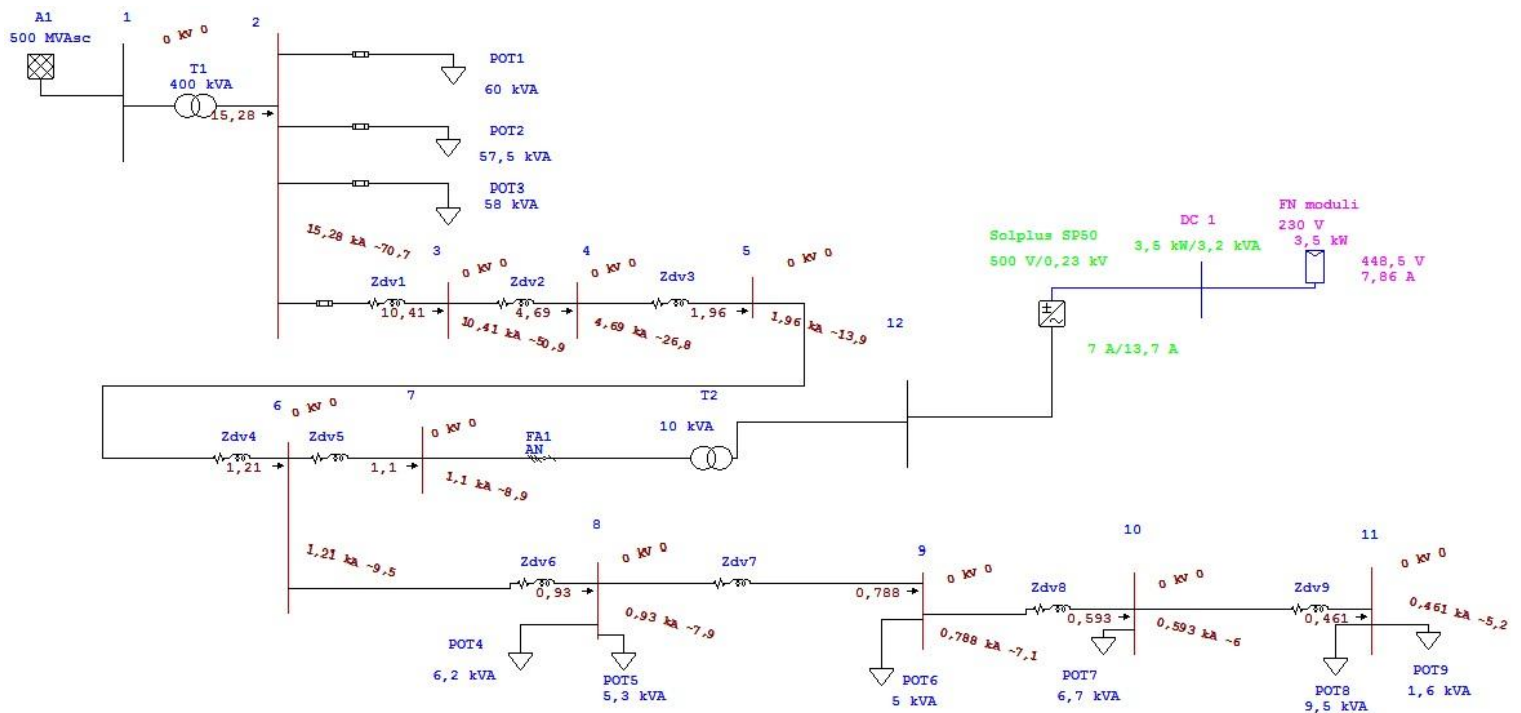 A1
500 MVAsc
1
0 kV 0
2
T1
400 kVA
15,28
POT1
60 kVA
POT2
57,5 kVA
POT3
58 kVA
15,28 kA -70,7
3
0 kV 0
4
0 kV 0
5
0 kV 0
Zdv1
Zdv2
Zdv3
10,41
4,69
1,96
10,41 kA -50,9
4,69 kA -26,8
1,96 kA -13,9
Solplus SP50
500 V/0,23 kV
DC 1
3,5 kW/3,2 kVA
FN moduli
230 V
3,5 kW
448,5 V
7,86 A
7 A/13,7 A
12
6
0 kV 0
7
0 kV 0
T2
10 kVA
Zdv4
Zdv5
FA1
AN
1,21
1,1
1,1 kA -8,9
1,21 kA -9,5
8
0 kV 0
Zdv6
Zdv7
0,93
0,93 kA -7,9
POT4
6,2 kVA
POT5
5,3 kVA
9
0 kV 0
0,788
0,788 kA -7,1
POT6
5 kVA
10
0 kV 0
Zdv8
0,593
0,593 kA -6
POT7
6,7 kVA
11
0 kV 0
Zdv9
0,461
0,461 kA -5,2
POT8
9,5 kVA
POT9
1,6 kVA